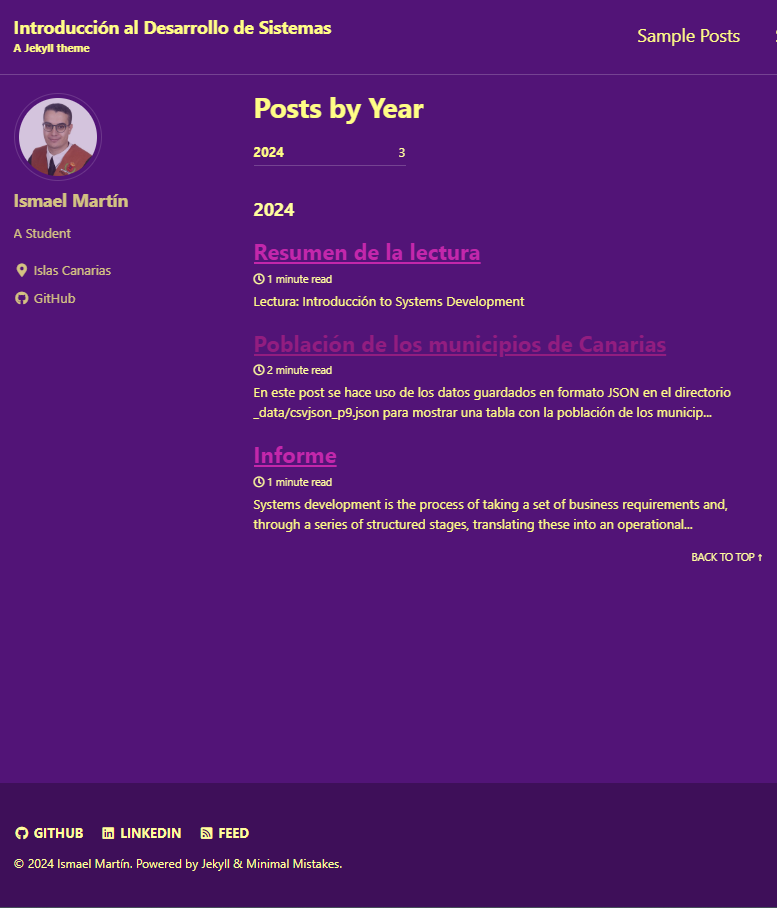 Introducción al Desarrollo de Sistemas
A Jekyll theme
Sample Posts
Ismael Martín
A Student
Islas Canarias
GitHub
Posts by Year
2024 3
2024
Resumen de la lectura
1 minute read
Lectura: Introducción to Systems Development
Población de los municipios de Canarias
2 minute read
En este post se hace uso de los datos guardados en formato JSON en el directorio
_data/csvjson_p9.json para mostrar una tabla con la población de los municip...
Informe
1 minute read
Systems development is the process of taking a set of business requirements and,
through a series of structured stages, translating these into an operational...
BACK TO TOP ↑
GITHUB LINKEDIN FEED
© 2024 Ismael Martín. Powered by Jekyll & Minimal Mistakes.